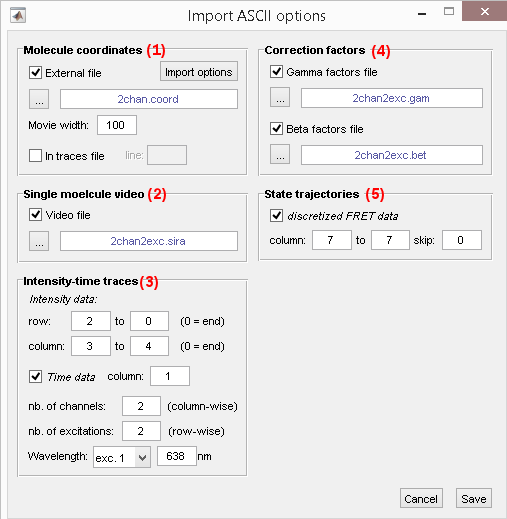 Import ASCII options
Molecule coordinates (1)
External file Import options
... 2chan.coord
Movie width: 100
In traces file line:
Single moelcule video (2)
Video file
... 2chan2exc.sira
Intensity-time traces (3)
Intensity data:
row: 2 to 0 (0 = end)
column: 3 to 4 (0 = end)
Time data column: 1
nb. of channels: 2 (column-wise)
nb. of excitations: 2 (row-wise)
Wavelength: exc. 1 638 nm
Correction factors (4)
Gamma factors file
... 2chan2exc.gam
Beta factors file
... 2chan2exc.bet
State trajectories (5)
discretized FRET data
column: 7 to 7 skip: 0
Cancel Save